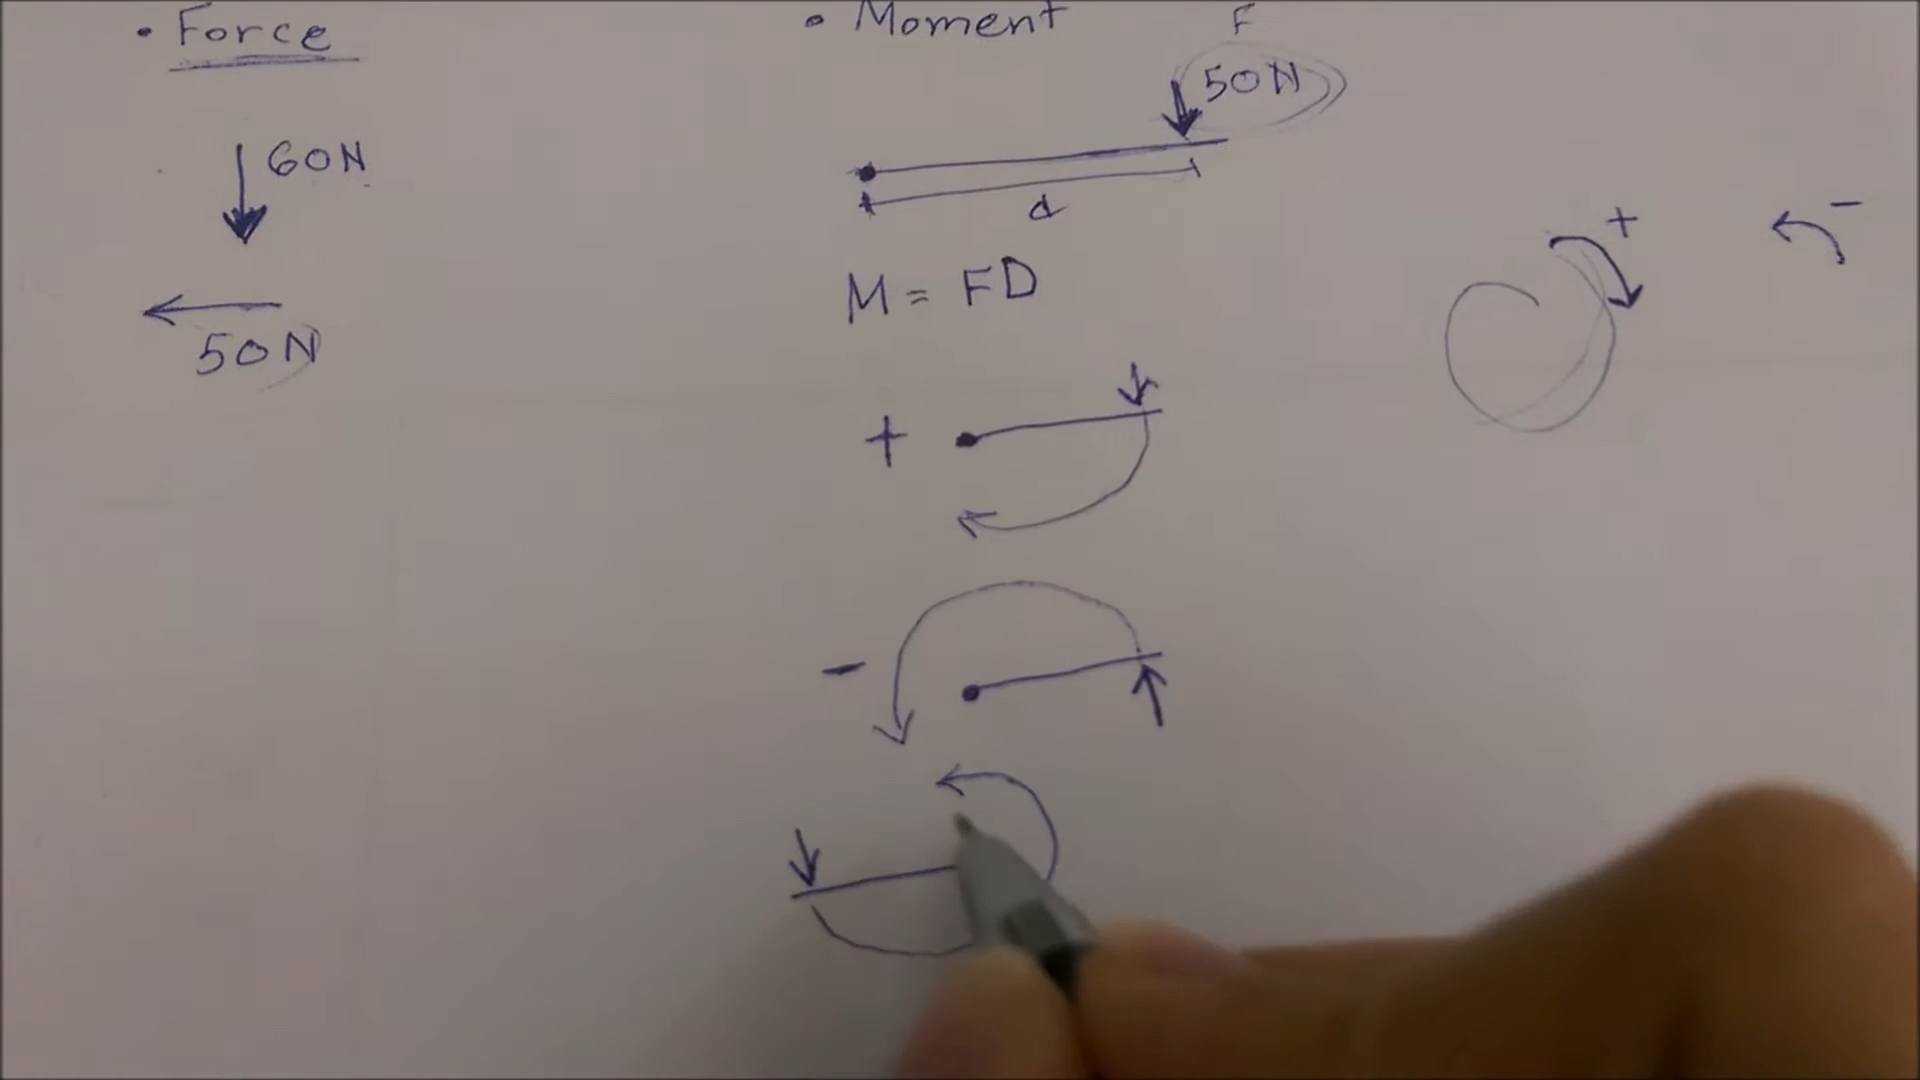 • Force
60N
50N
• Moment
F
50N
d
M = FD
+
-
+
-